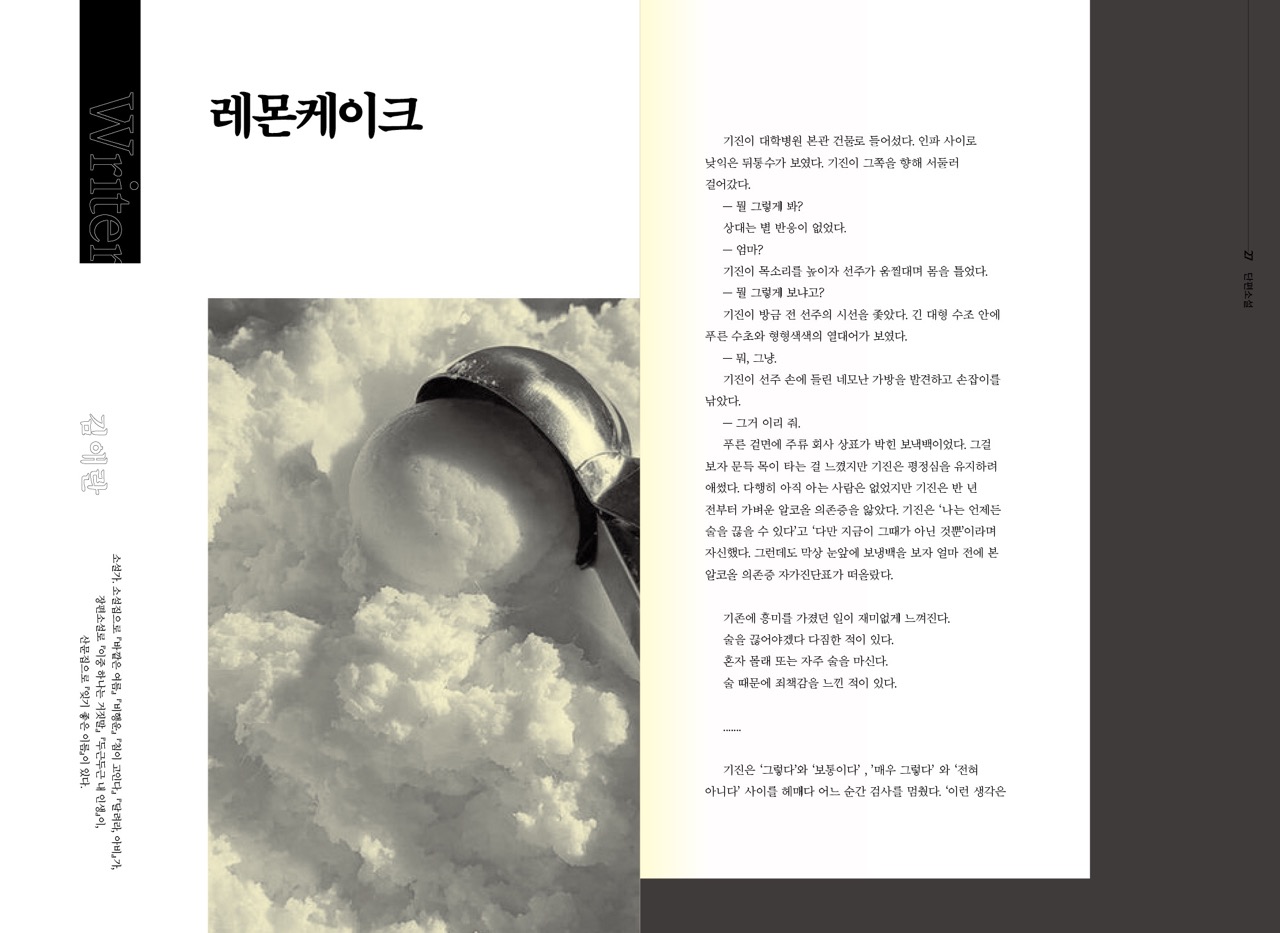 Writer
레몬케이크
김애란
소설가. 소설집으로 『바깥은 여름』, 『비행운』, 『침이 고인다』, 『달려라, 아비』가,
장편소설로 『이중 하나는 거짓말』, 『두근두근 내 인생』이,
산문집으로 『잊기 좋은 이름』이 있다.
기진이 대학병원 본관 건물로 들어섰다. 인파 사이로
낯익은 뒤통수가 보였다. 기진이 그쪽을 향해 서둘러
걸어갔다.
— 뭘 그렇게 봐?
상대는 별 반응이 없었다.
— 엄마?
기진이 목소리를 높이자 선주가 움찔대며 몸을 틀었다.
— 뭘 그렇게 보냐고?
기진이 방금 전 선주의 시선을 좇았다. 긴 대형 수조 안에
푸른 수초와 형형색색의 열대어가 보였다.
— 뭐, 그냥.
기진이 선주 손에 들린 네모난 가방을 발견하고 손잡이를
낚았다.
— 그거 이리 줘.
푸른 겉면에 주류 회사 상표가 박힌 보낵백이었다. 그걸
보자 문득 목이 타는 걸 느꼈지만 기진은 평정심을 유지하려
애썼다. 다행히 아직 아는 사람은 없었지만 기진은 반 년
전부터 가벼운 알코올 의존증을 앓았다. 기진은 ‘나는 언제든
술을 끊을 수 있다’고 ‘다만 지금이 그때가 아닌 것뿐’이라며
자신했다. 그런데도 막상 눈앞에 보냉백을 보자 얼마 전에 본
알코올 의존증 자가진단표가 떠올랐다.
기존에 흥미를 가졌던 일이 재미없게 느껴진다.
술을 끊어야겠다 다짐한 적이 있다.
혼자 몰래 또는 자주 술을 마신다.
술 때문에 죄책감을 느낀 적이 있다.
.......
기진은 ‘그렇다’와 ‘보통이다’ , ’매우 그렇다’ 와 ‘전혀
아니다’ 사이를 헤매다 어느 순간 검사를 멈췄다. ‘이런 생각은
27 단편소설